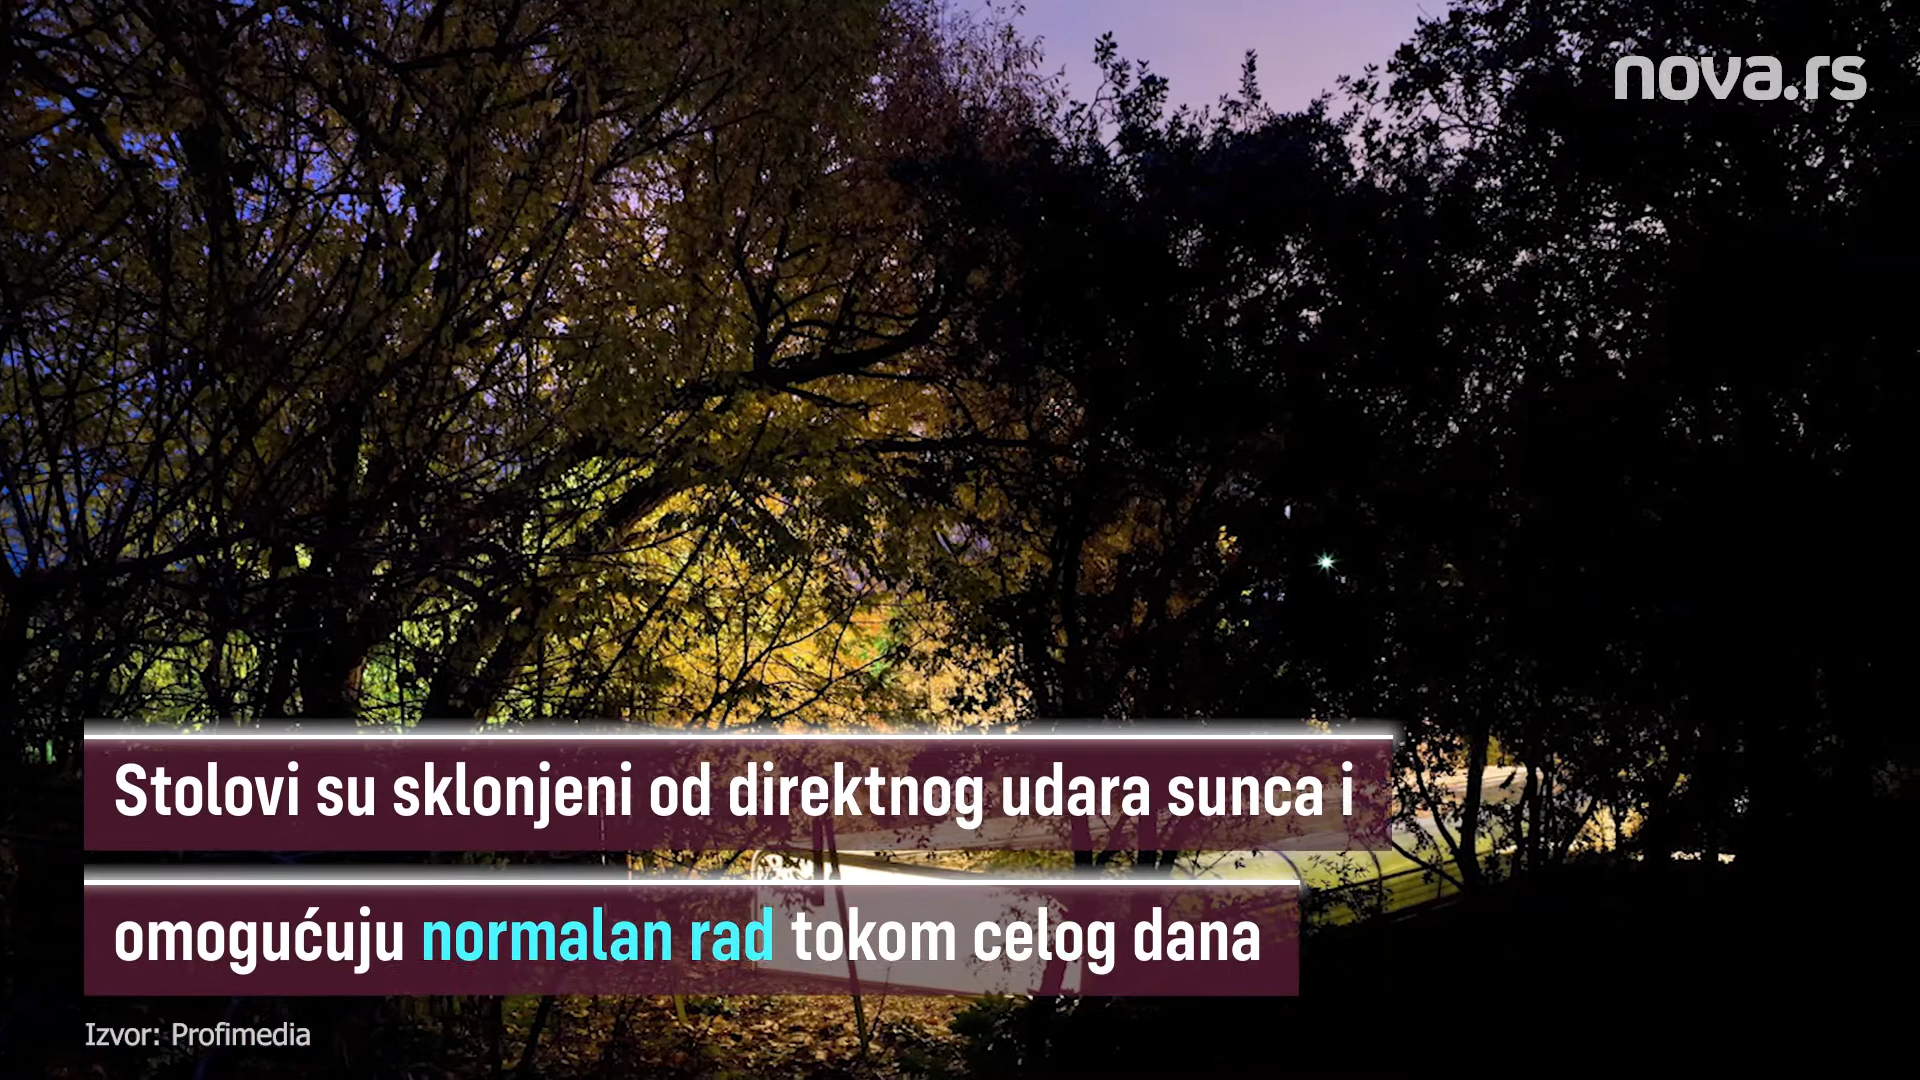 nova.rs
Stolovi su sklonjeni od direktnog udara sunca i
omogućuju normalan rad tokom celog dana
Izvor: Profimedia